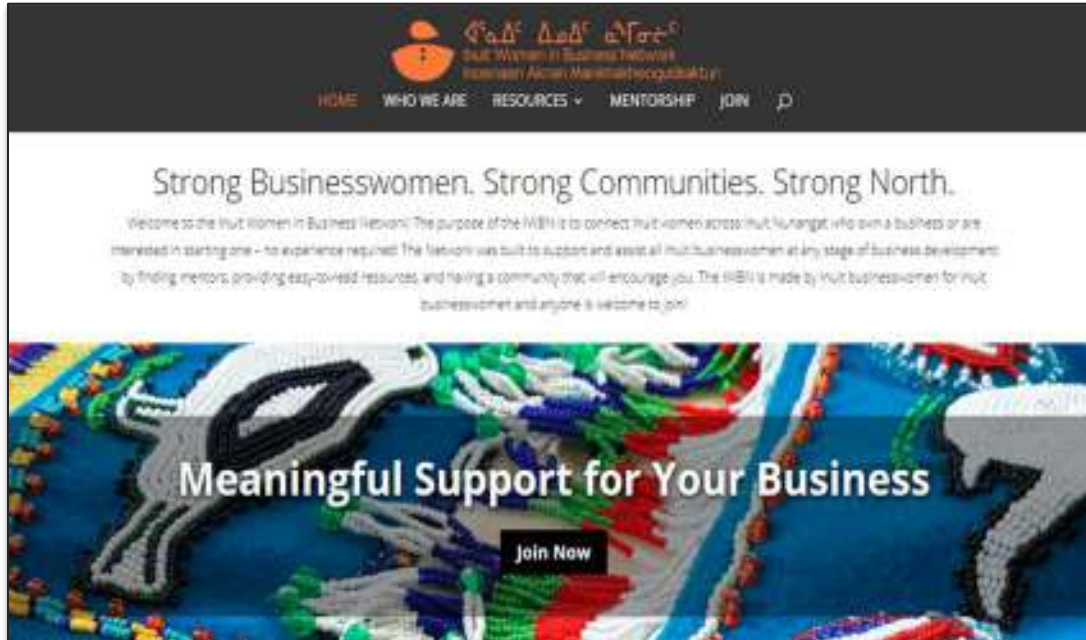 ᐊᕐᓇᐃᑦ ᐃᓄᐃᑦ
Inuit Women in Business Network
HOME WHO WE ARE RESOURCES MENTORSHIP JOIN
Strong Businesswomen. Strong Communities. Strong North.
Welcome to the Inuit Women in Business Network! The purpose of the IWBN is to connect Inuit women across Inuit Nunangat who own a business or are
interested in starting one – no experience required! The Network was built to support and assist all Inuit businesswomen at any stage of business development
by finding mentors, providing easy-to-read resources, and having a community that will encourage you. The IWBN is made by Inuit businesswomen for Inuit
businesswomen and anyone is welcome to join!
Meaningful Support for Your Business
Join Now